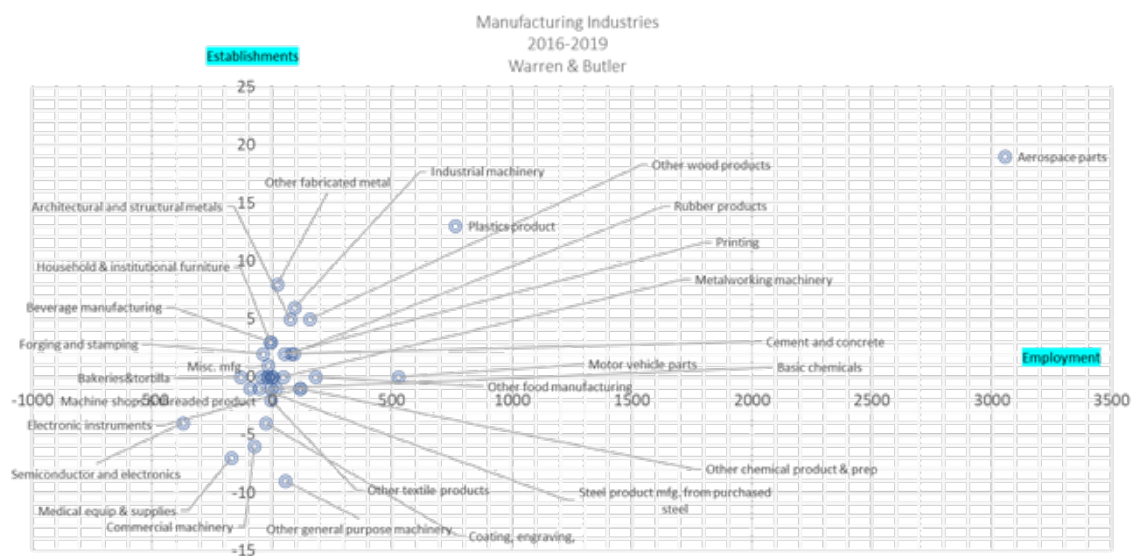 Manufacturing Industries
2016-2019
Warren & Butler
Establishments
25
20
Aerospace parts
Other wood products
Industrial machinery
Other fabricated metal
15
Architectural and structural metals
Rubber products
Plastics product
Printing
10
Household & institutional furniture
Metalworking machinery
Beverage manufacturing
5
Forging and stamping
Cement and concrete
Misc. mfg
Motor vehicle parts
Basic chemicals
Employment
Bakeries&tortilla
0
Other food manufacturing
-1000
Machine shops & threaded product
0
500
1000
1500
2000
2500
3000
3500
Electronic instruments
-5
Semiconductor and electronics
Other chemical product & prep
Other textile products
Steel product mfg. from purchased
steel
-10
Medical equip & supplies
Commercial machinery
Other general purpose machinery
Coating, engraving,
-15